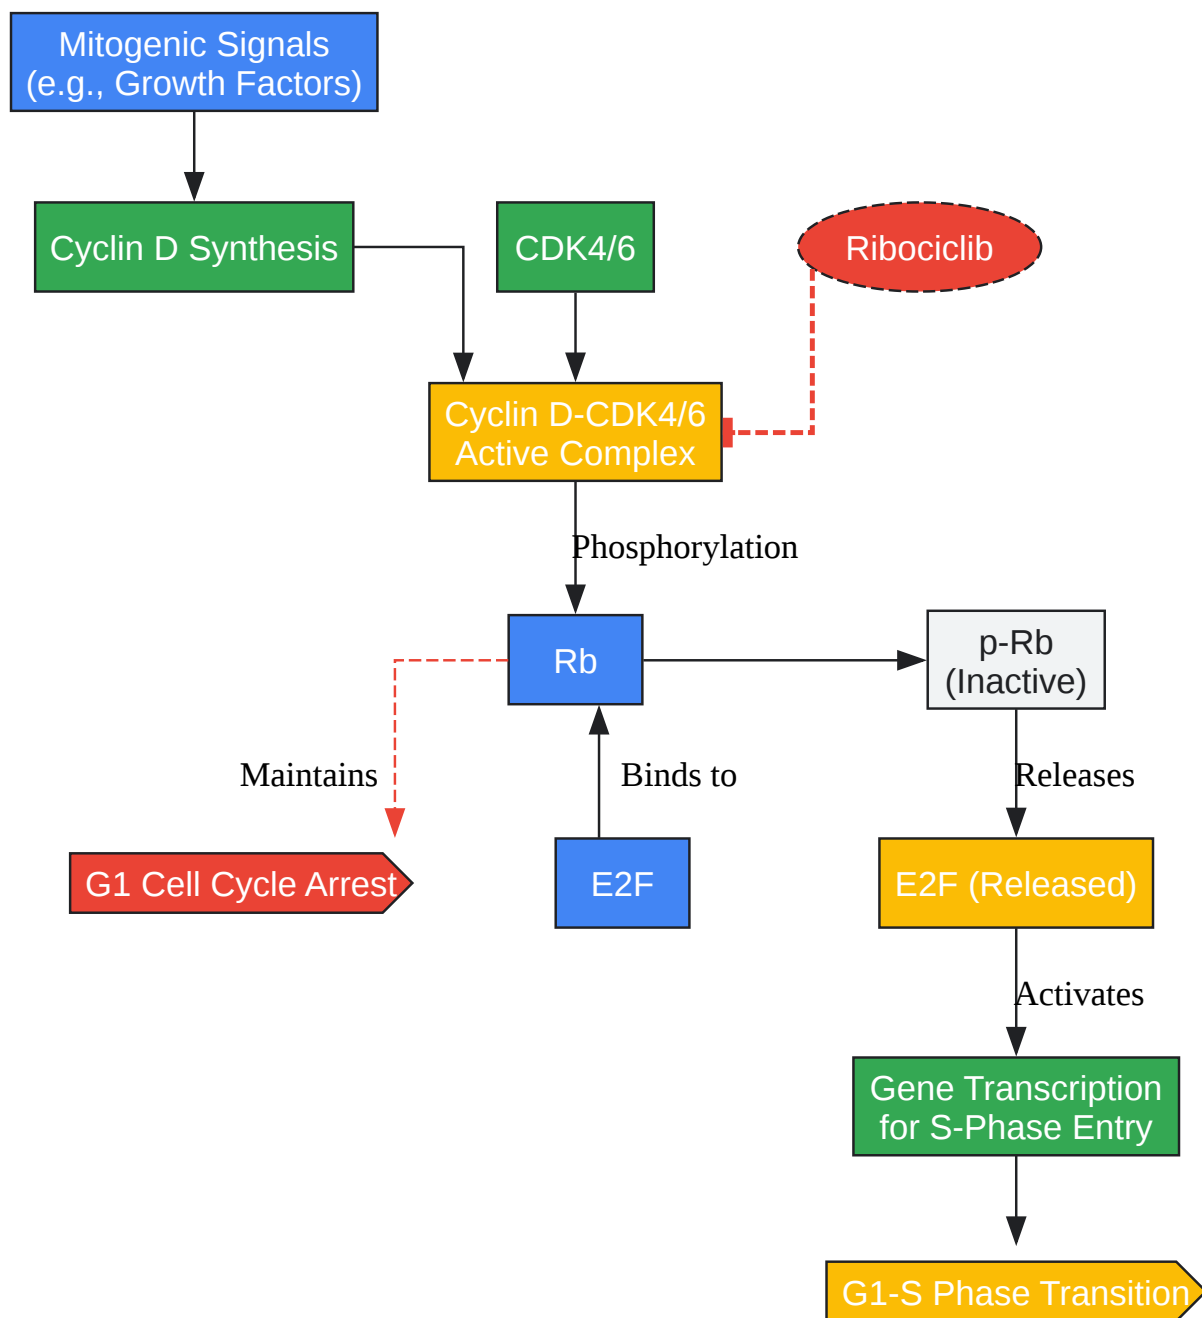 Mitogenic Signals
(e.g., Growth Factors)
Cyclin D Synthesis
CDK4/6
Ribociclib
Cyclin D-CDK4/6
Active Complex
Phosphorylation
Rb
p-Rb
(Inactive)
Maintains
Binds to
Releases
G1 Cell Cycle Arrest
E2F
E2F (Released)
Activates
Gene Transcription
for S-Phase Entry
G1-S Phase Transition